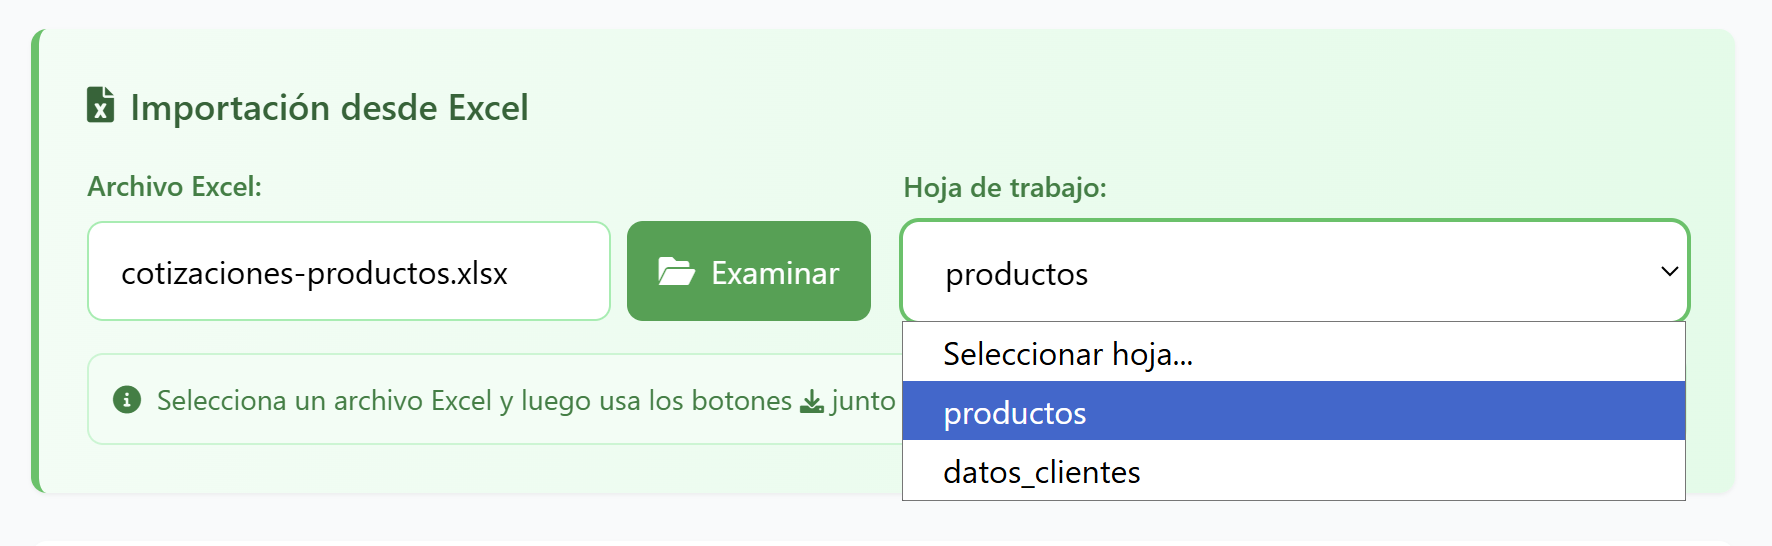 Importación desde Excel
Archivo Excel:
cotizaciones-productos.xlsx
Examinar
Hoja de trabajo:
productos
Seleccionar hoja...
productos
datos_clientes
Selecciona un archivo Excel y luego usa los botones junto